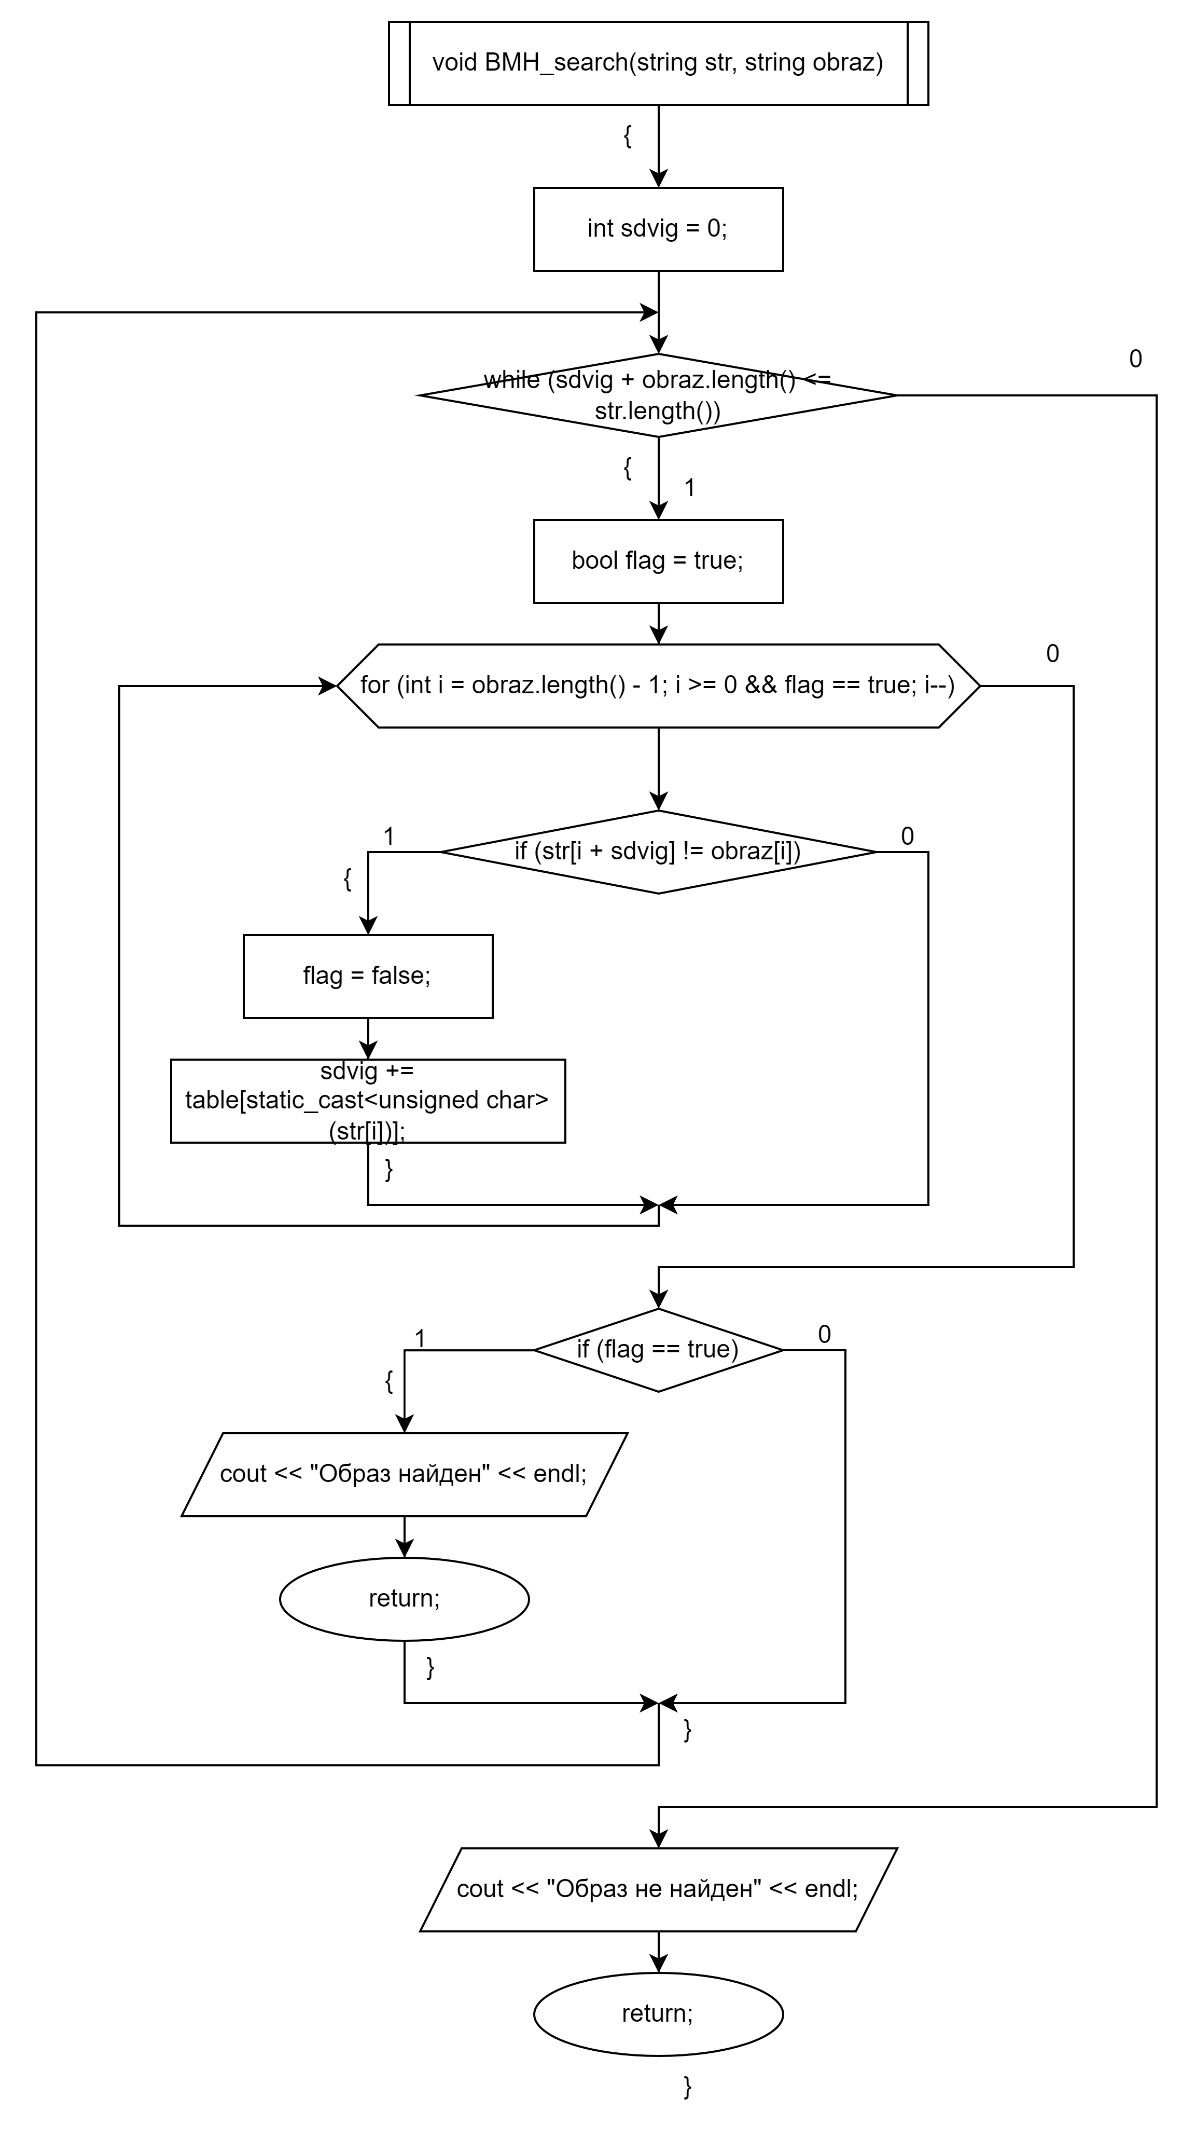 void BMH_search(string str, string obraz)
{
int sdvig = 0;
0
while (sdvig + obraz.length() <=
str.length())
{
1
bool flag = true;
0
for (int i = obraz.length() - 1; i >= 0 && flag == true; i--)
1
if (str[i + sdvig] != obraz[i])
0
{
flag = false;
sdvig +=
table[static_cast<unsigned char>
(str[i])];
}
1
if (flag == true)
0
{
cout << "Образ найден" << endl;
return;
}
}
cout << "Образ не найден" << endl;
return;
}